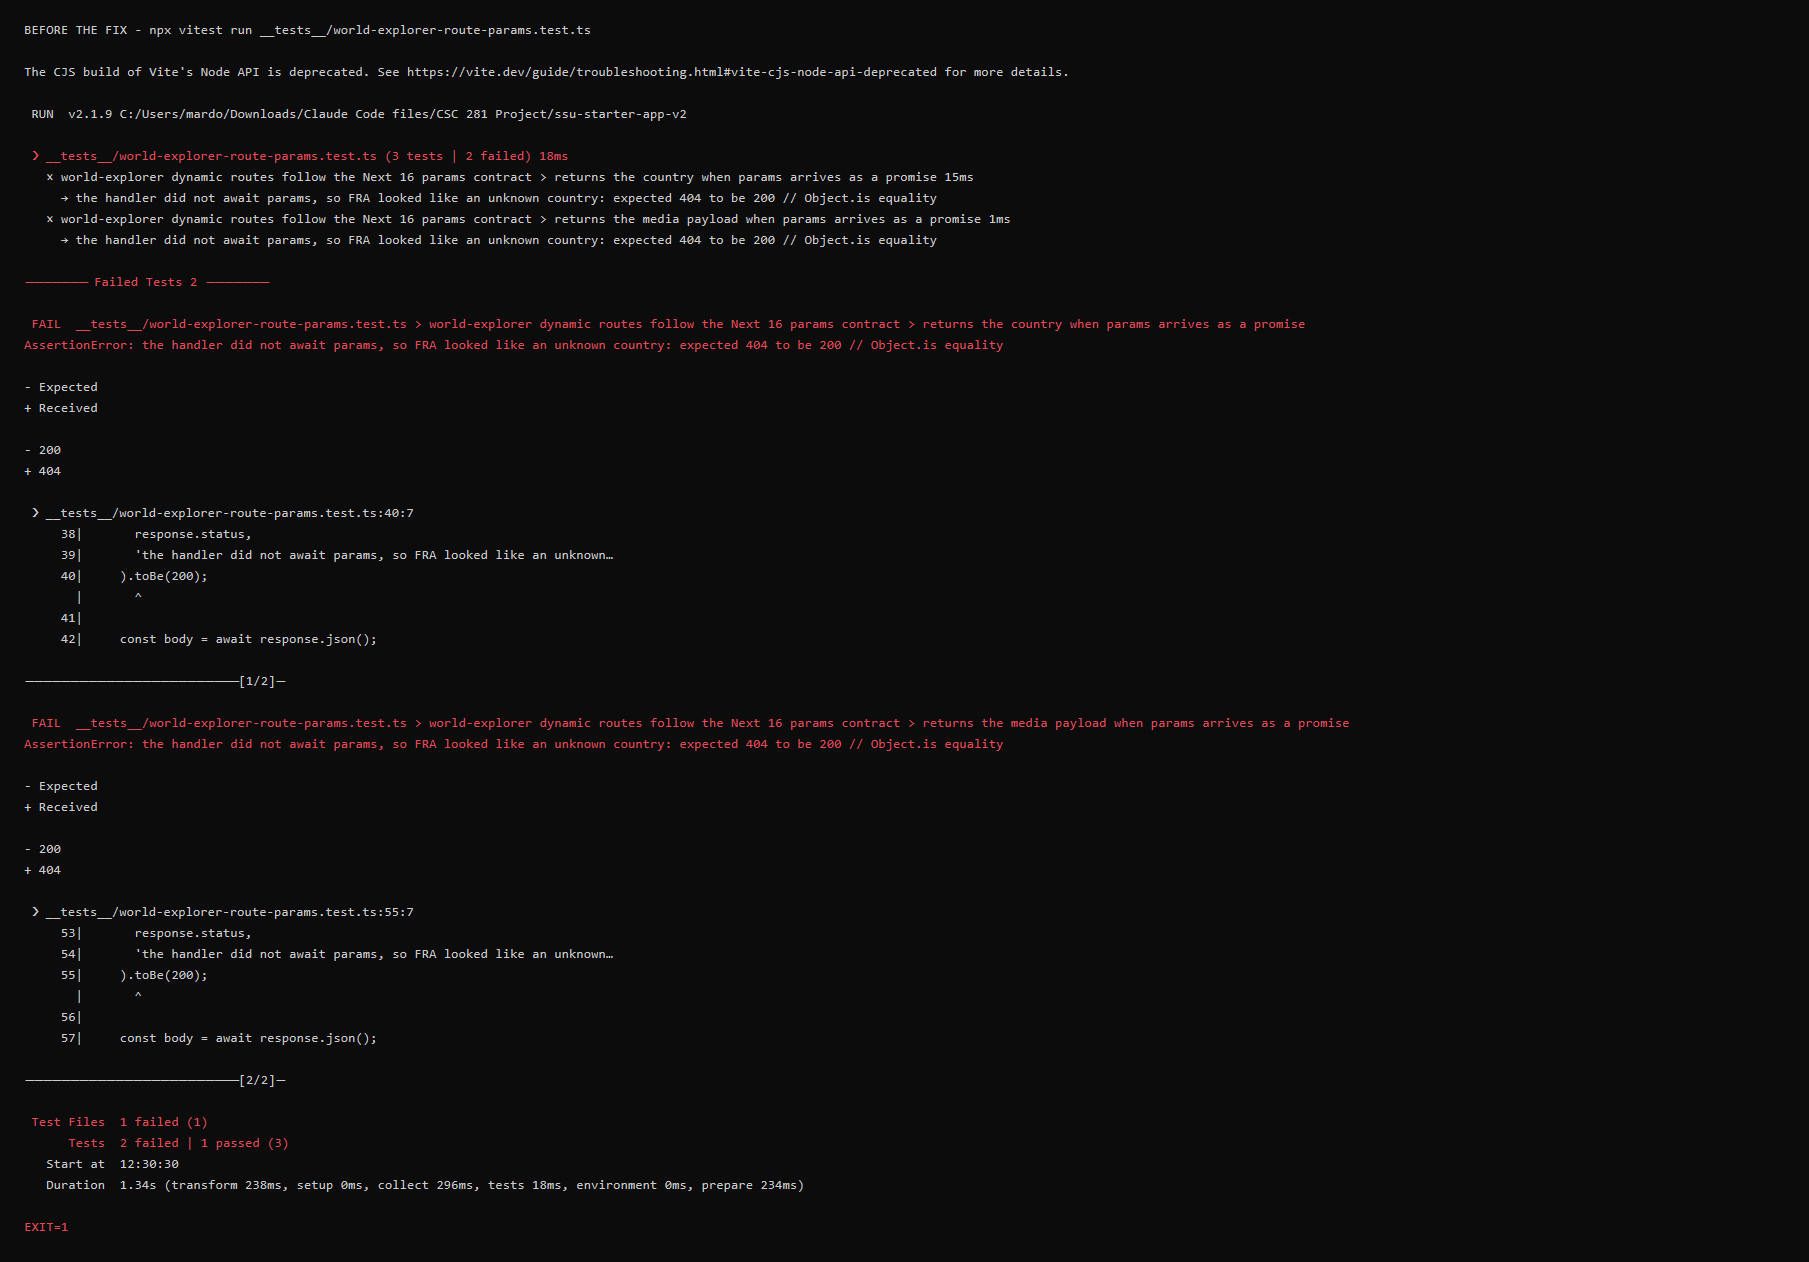 BEFORE THE FIX - npx vitest run __tests__/world-explorer-route-params.test.ts
The CJS build of Vite's Node API is deprecated. See https://vite.dev/guide/troubleshooting.html#vite-cjs-node-api-deprecated for more details.
RUN  v2.1.9 C:/Users/mardo/Downloads/Claude Code files/CSC 281 Project/ssu-starter-app-v2
❯ __tests__/world-explorer-route-params.test.ts (3 tests | 2 failed) 18ms
x world-explorer dynamic routes follow the Next 16 params contract > returns the country when params arrives as a promise 15ms
→ the handler did not await params, so FRA looked like an unknown country: expected 404 to be 200 // Object.is equality
x world-explorer dynamic routes follow the Next 16 params contract > returns the media payload when params arrives as a promise 1ms
→ the handler did not await params, so FRA looked like an unknown country: expected 404 to be 200 // Object.is equality
─────── Failed Tests 2 ───────
FAIL  __tests__/world-explorer-route-params.test.ts > world-explorer dynamic routes follow the Next 16 params contract > returns the country when params arrives as a promise
AssertionError: the handler did not await params, so FRA looked like an unknown country: expected 404 to be 200 // Object.is equality
- Expected
+ Received
- 200
+ 404
❯ __tests__/world-explorer-route-params.test.ts:40:7
38|       response.status,
39|       'the handler did not await params, so FRA looked like an unknown…
40|     ).toBe(200);
|       ^
41|
42|     const body = await response.json();
────────────────────────[1/2]─
FAIL  __tests__/world-explorer-route-params.test.ts > world-explorer dynamic routes follow the Next 16 params contract > returns the media payload when params arrives as a promise
AssertionError: the handler did not await params, so FRA looked like an unknown country: expected 404 to be 200 // Object.is equality
- Expected
+ Received
- 200
+ 404
❯ __tests__/world-explorer-route-params.test.ts:55:7
53|       response.status,
54|       'the handler did not await params, so FRA looked like an unknown…
55|     ).toBe(200);
|       ^
56|
57|     const body = await response.json();
────────────────────────[2/2]─
Test Files  1 failed (1)
Tests  2 failed | 1 passed (3)
Start at  12:30:30
Duration  1.34s (transform 238ms, setup 0ms, collect 296ms, tests 18ms, environment 0ms, prepare 234ms)
EXIT=1